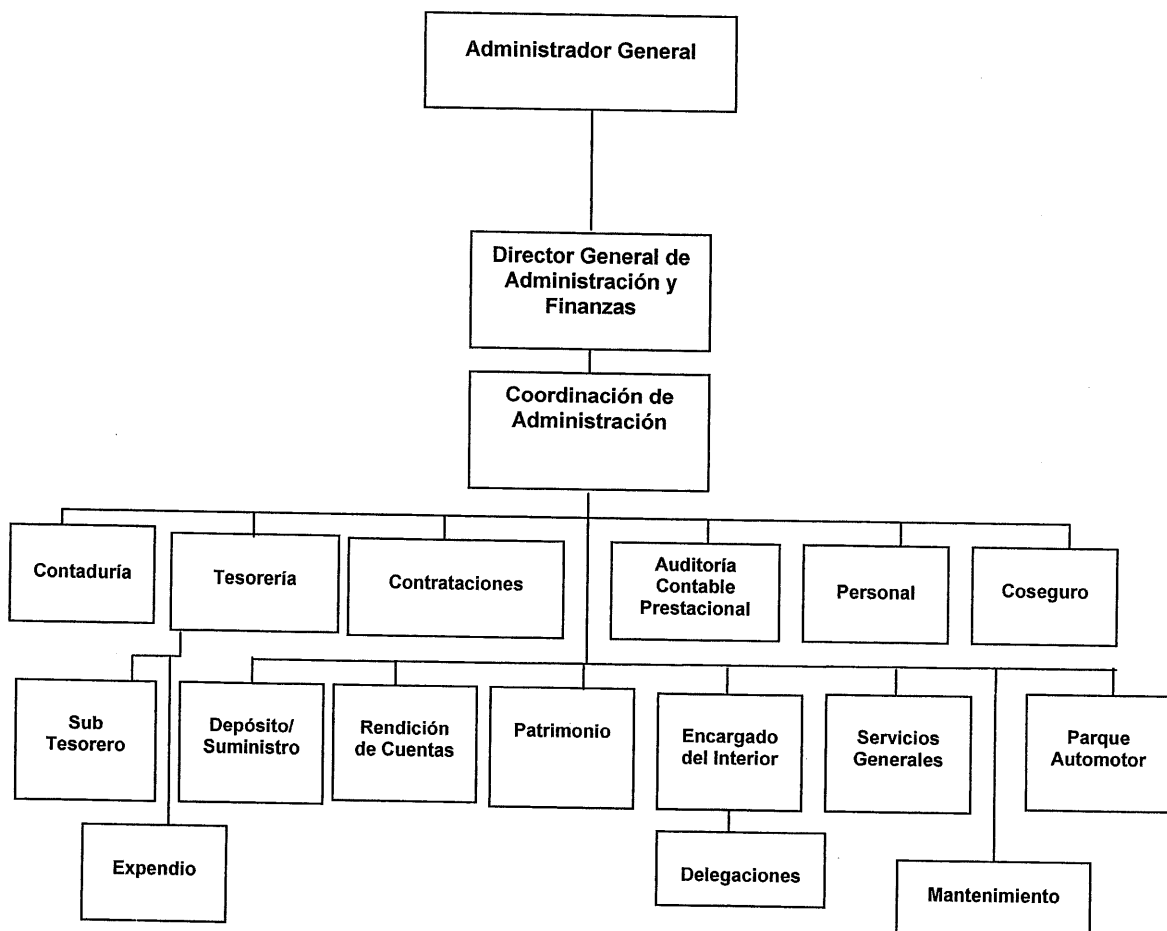 Administrador General
Director General de
Administración y
Finanzas
Coordinación de
Administración
Contaduría
Tesorería
Contrataciones
Auditoría
Contable
Prestacional
Personal
Coseguro
Sub
Tesorero
Depósito/
Suministro
Rendición
de Cuentas
Patrimonio
Encargado
del Interior
Servicios
Generales
Parque
Automotor
Expendio
Delegaciones
Mantenimiento